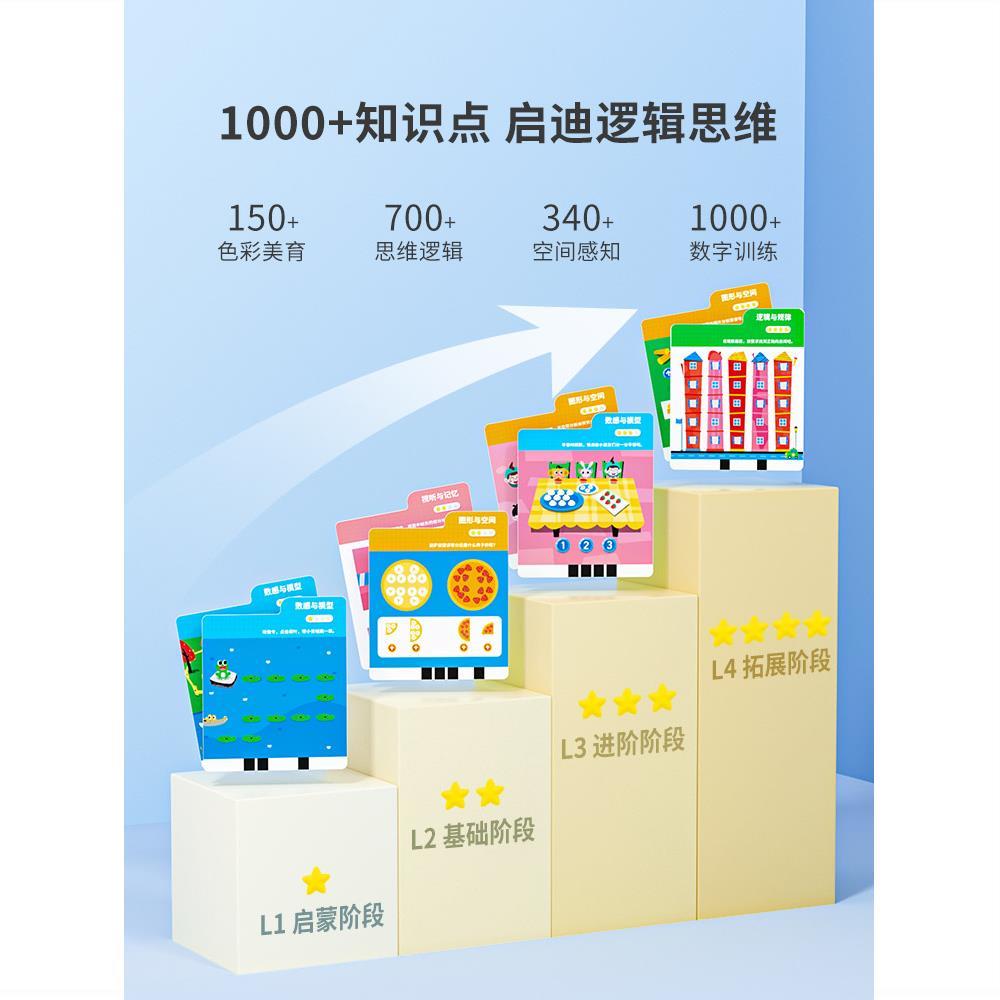 1000+知识点 启迪逻辑思维
150+ 700+ 340+ 1000+
色彩美育 思维逻辑 空间感知 数字训练
图形与空间
逻辑与规律
图形与空间
数感与模型
1 2 3
视听与记忆
图形与空间
数感与模型
数感与模型
L4 拓展阶段
L3 进阶阶段
L2 基础阶段
L1 启蒙阶段